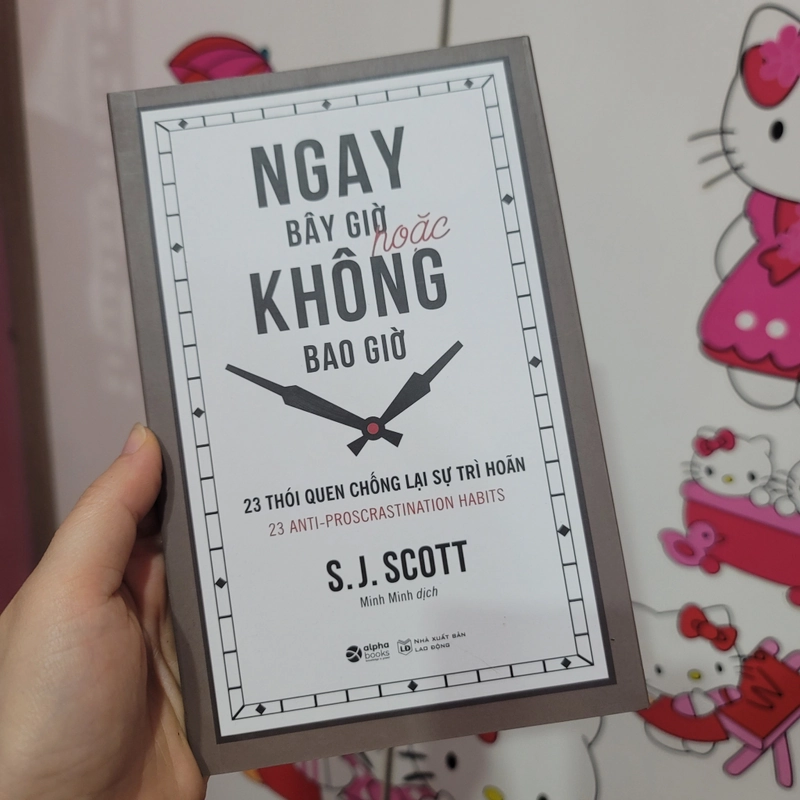 NGAY
BÂY GIỜ hoặc
KHÔNG
BAO GIỜ
23 THÓI QUEN CHỐNG LẠI SỰ TRÌ HOÃN
23 ANTI-PROSCRASTINATION HABITS
S. J. SCOTT
Minh Minh dịch
alpha books
LĐ NHÀ XUẤT BẢN
LAO ĐỘNG